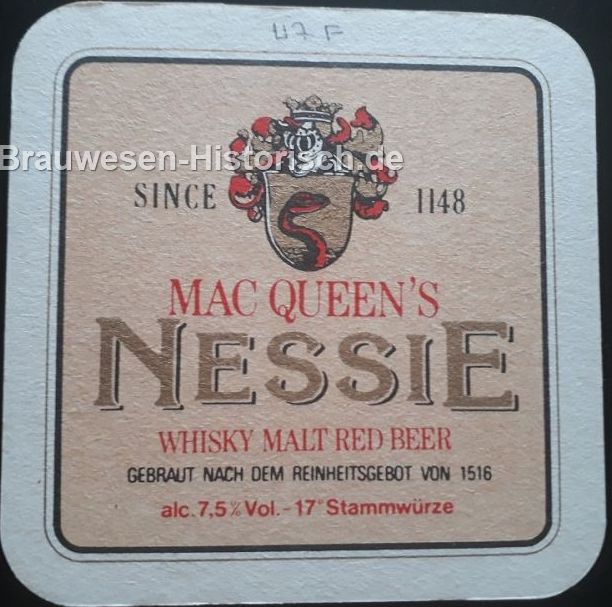 47 F
Brauwesen-Historisch.de
SINCE 1148
MAC QUEEN'S
NESSIE
WHISKY MALT RED BEER
GEBRAUT NACH DEM REINHEITSGEBOT VON 1516
alc. 7,5 % Vol. - 17° Stammwürze